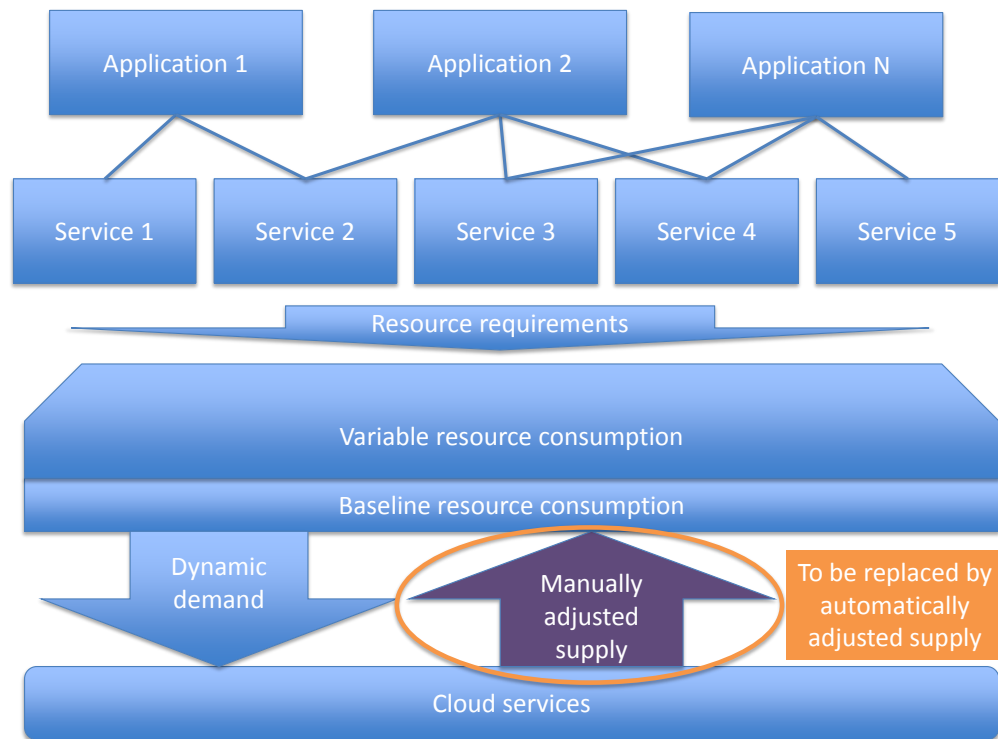 Application 1
Application 2
Application N
Service 1
Service 2
Service 3
Service 4
Service 5
Resource requirements
Variable resource consumption
Baseline resource consumption
Dynamic
demand
Manually
adjusted
supply
To be replaced by
automatically
adjusted supply
Cloud services